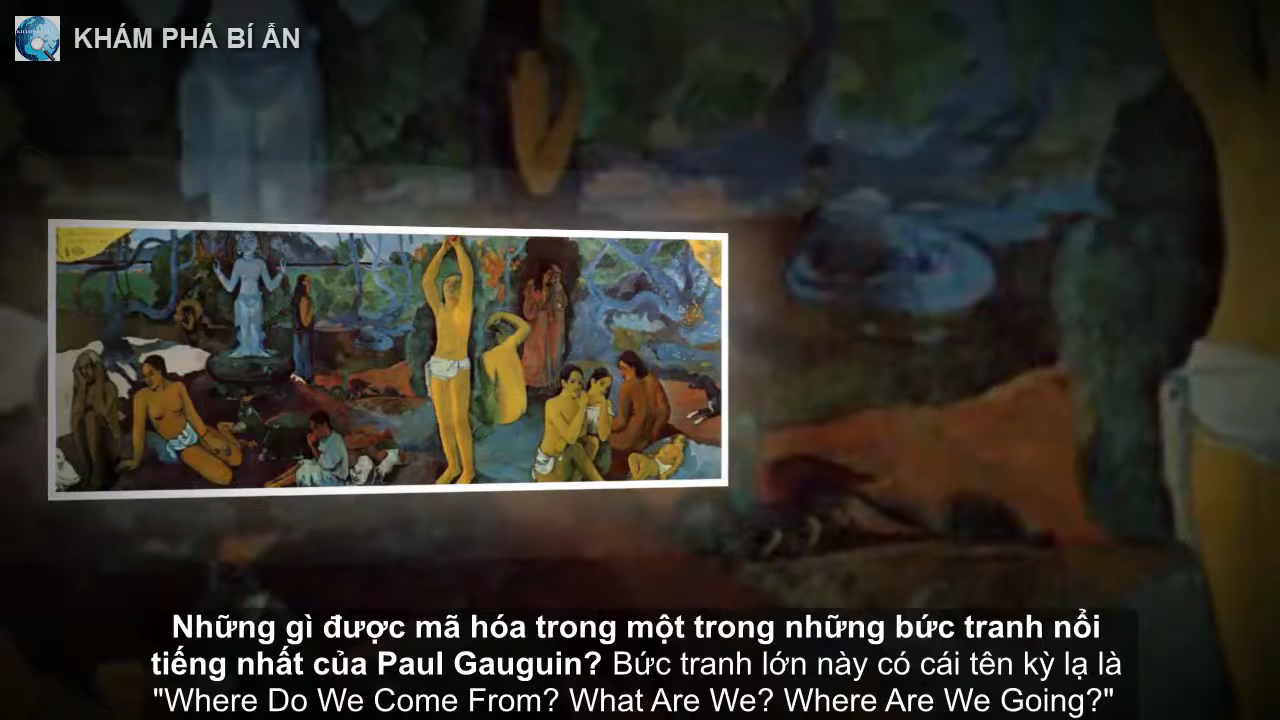 KHÁM PHÁ BÍ ẨN
Những gì được mã hóa trong một trong những bức tranh nổi
tiếng nhất của Paul Gauguin? Bức tranh lớn này có cái tên kỳ lạ là
"Where Do We Come From? What Are We? Where Are We Going?"